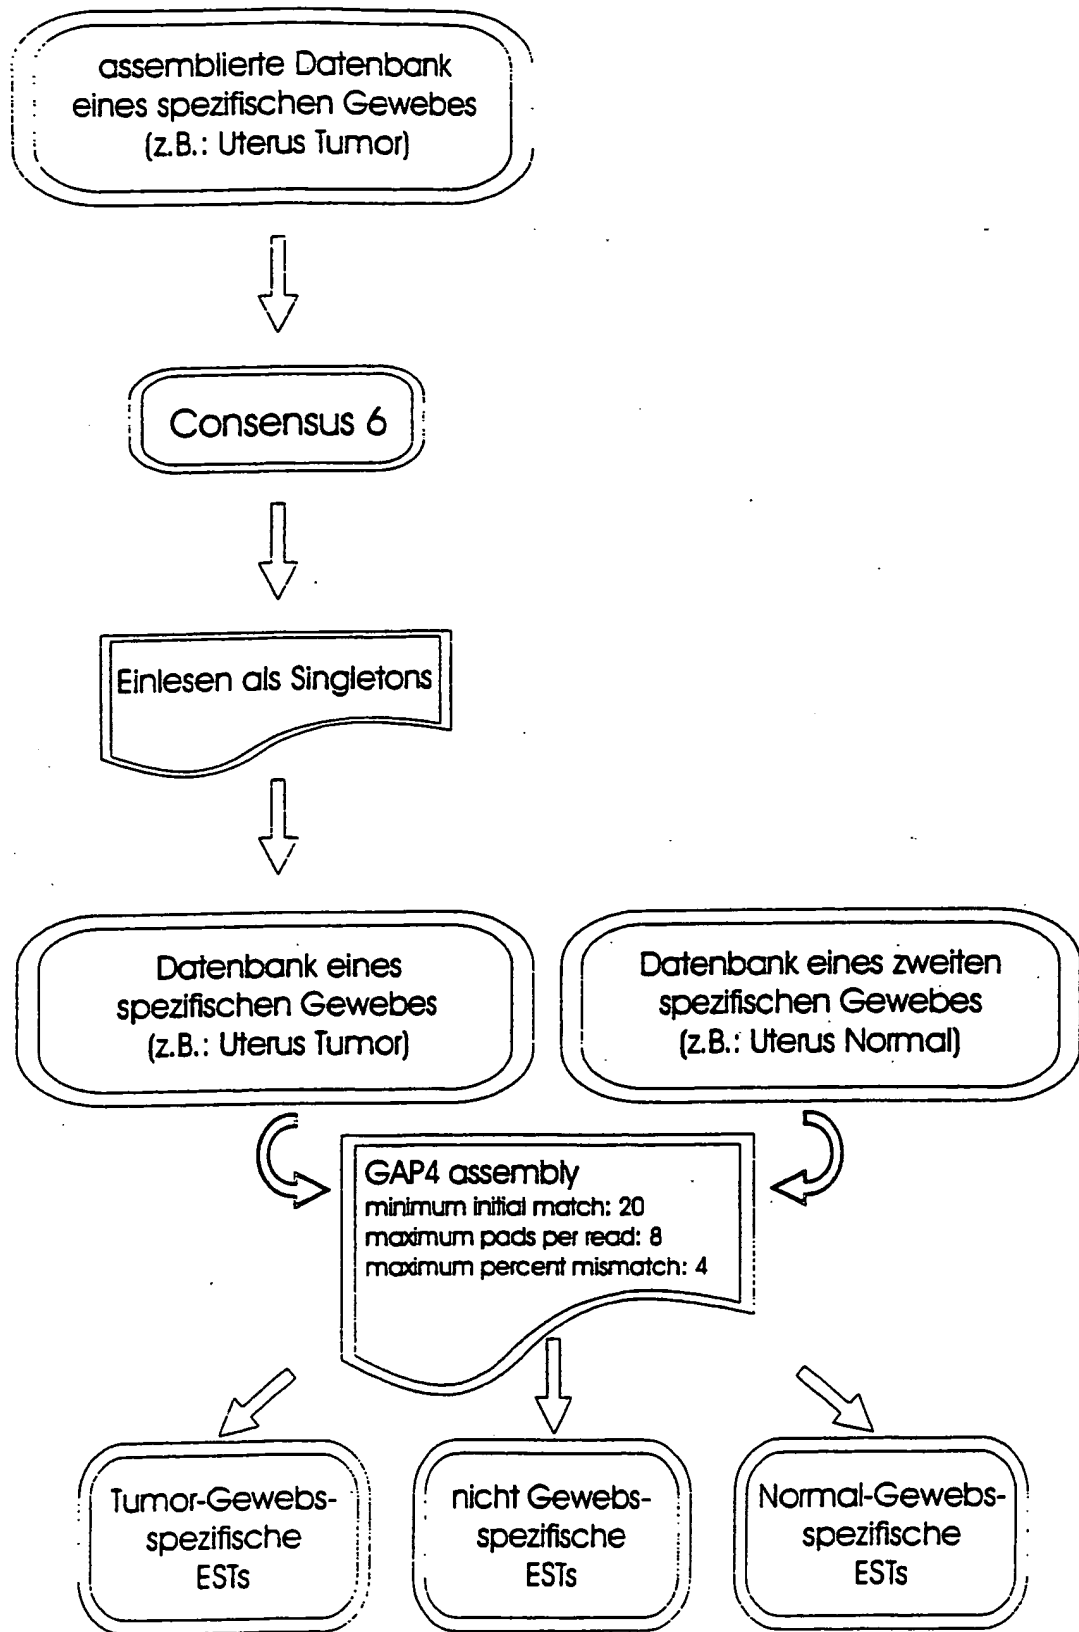 assemblierte Datenbank
eines spezifischen Gewebes
(z.B.: Uterus Tumor)
Consensus 6
Einlesen als Singletons
Datenbank eines
spezifischen Gewebes
(z.B.: Uterus Tumor)
Datenbank eines zweiten
spezifischen Gewebes
(z.B.: Uterus Normal)
GAP4 assembly
minimum initial match: 20
maximum pads per read: 8
maximum percent mismatch: 4
Tumor-Gewebs-
spezifische
ESTs
nicht Gewebs-
spezifische
ESTs
Normal-Gewebs-
spezifische
ESTs